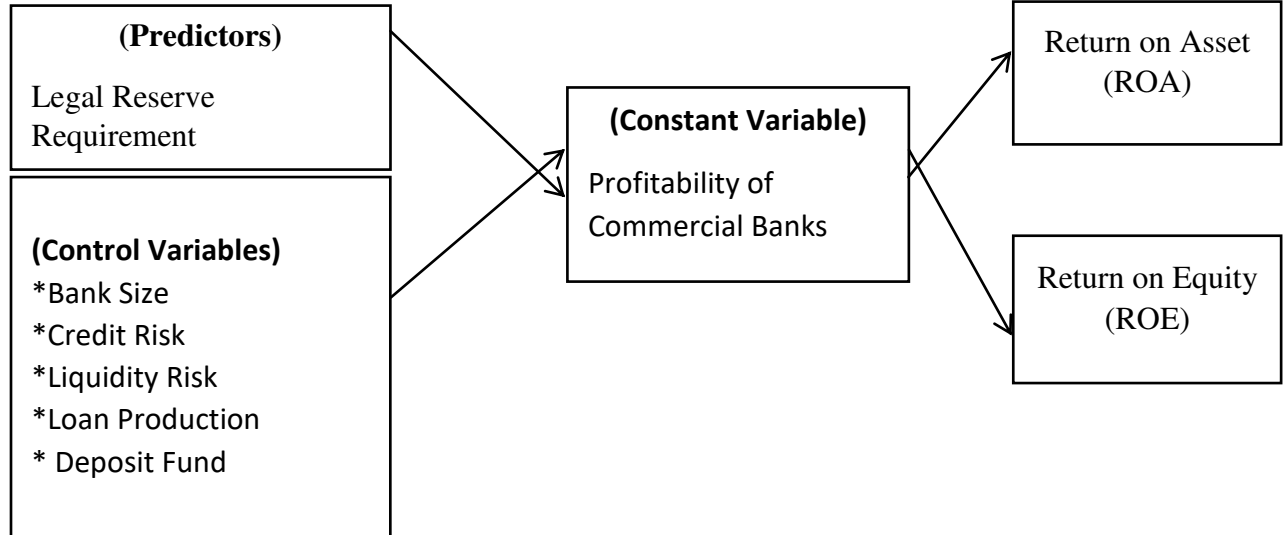 (Predictors)
Legal Reserve
Requirement
(Control Variables)
*Bank Size
*Credit Risk
*Liquidity Risk
*Loan Production
* Deposit Fund
(Constant Variable)
Profitability of
Commercial Banks
Return on Asset
(ROA)
Return on Equity
(ROE)